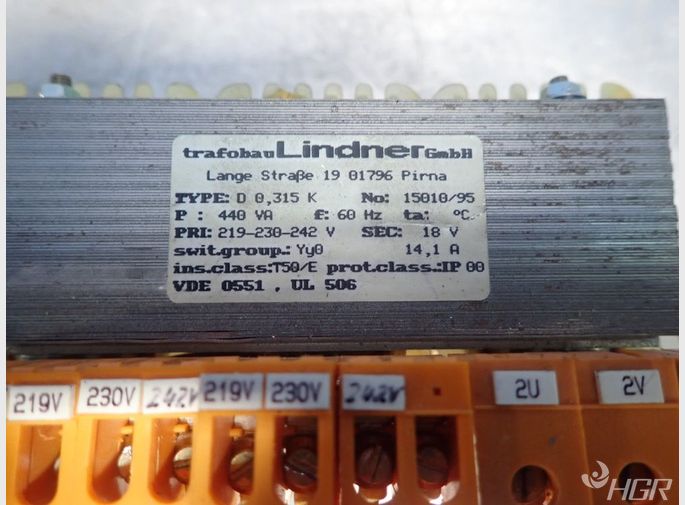 trafobau Lindner GmbH
Lange Straße 19 01796 Pirna
TYPE: D 0,315 K No: 15010/95
P : 440 VA f: 60 Hz ta: °C
PRI: 219-230-242 V SEC: 18 V
swit.group.: Yy0 14,1 A
ins.class:T50/E prot.class.:IP 00
VDE 0551 , UL 506
219V 230V 242V 219V 230V 242V 2U 2V
HGR